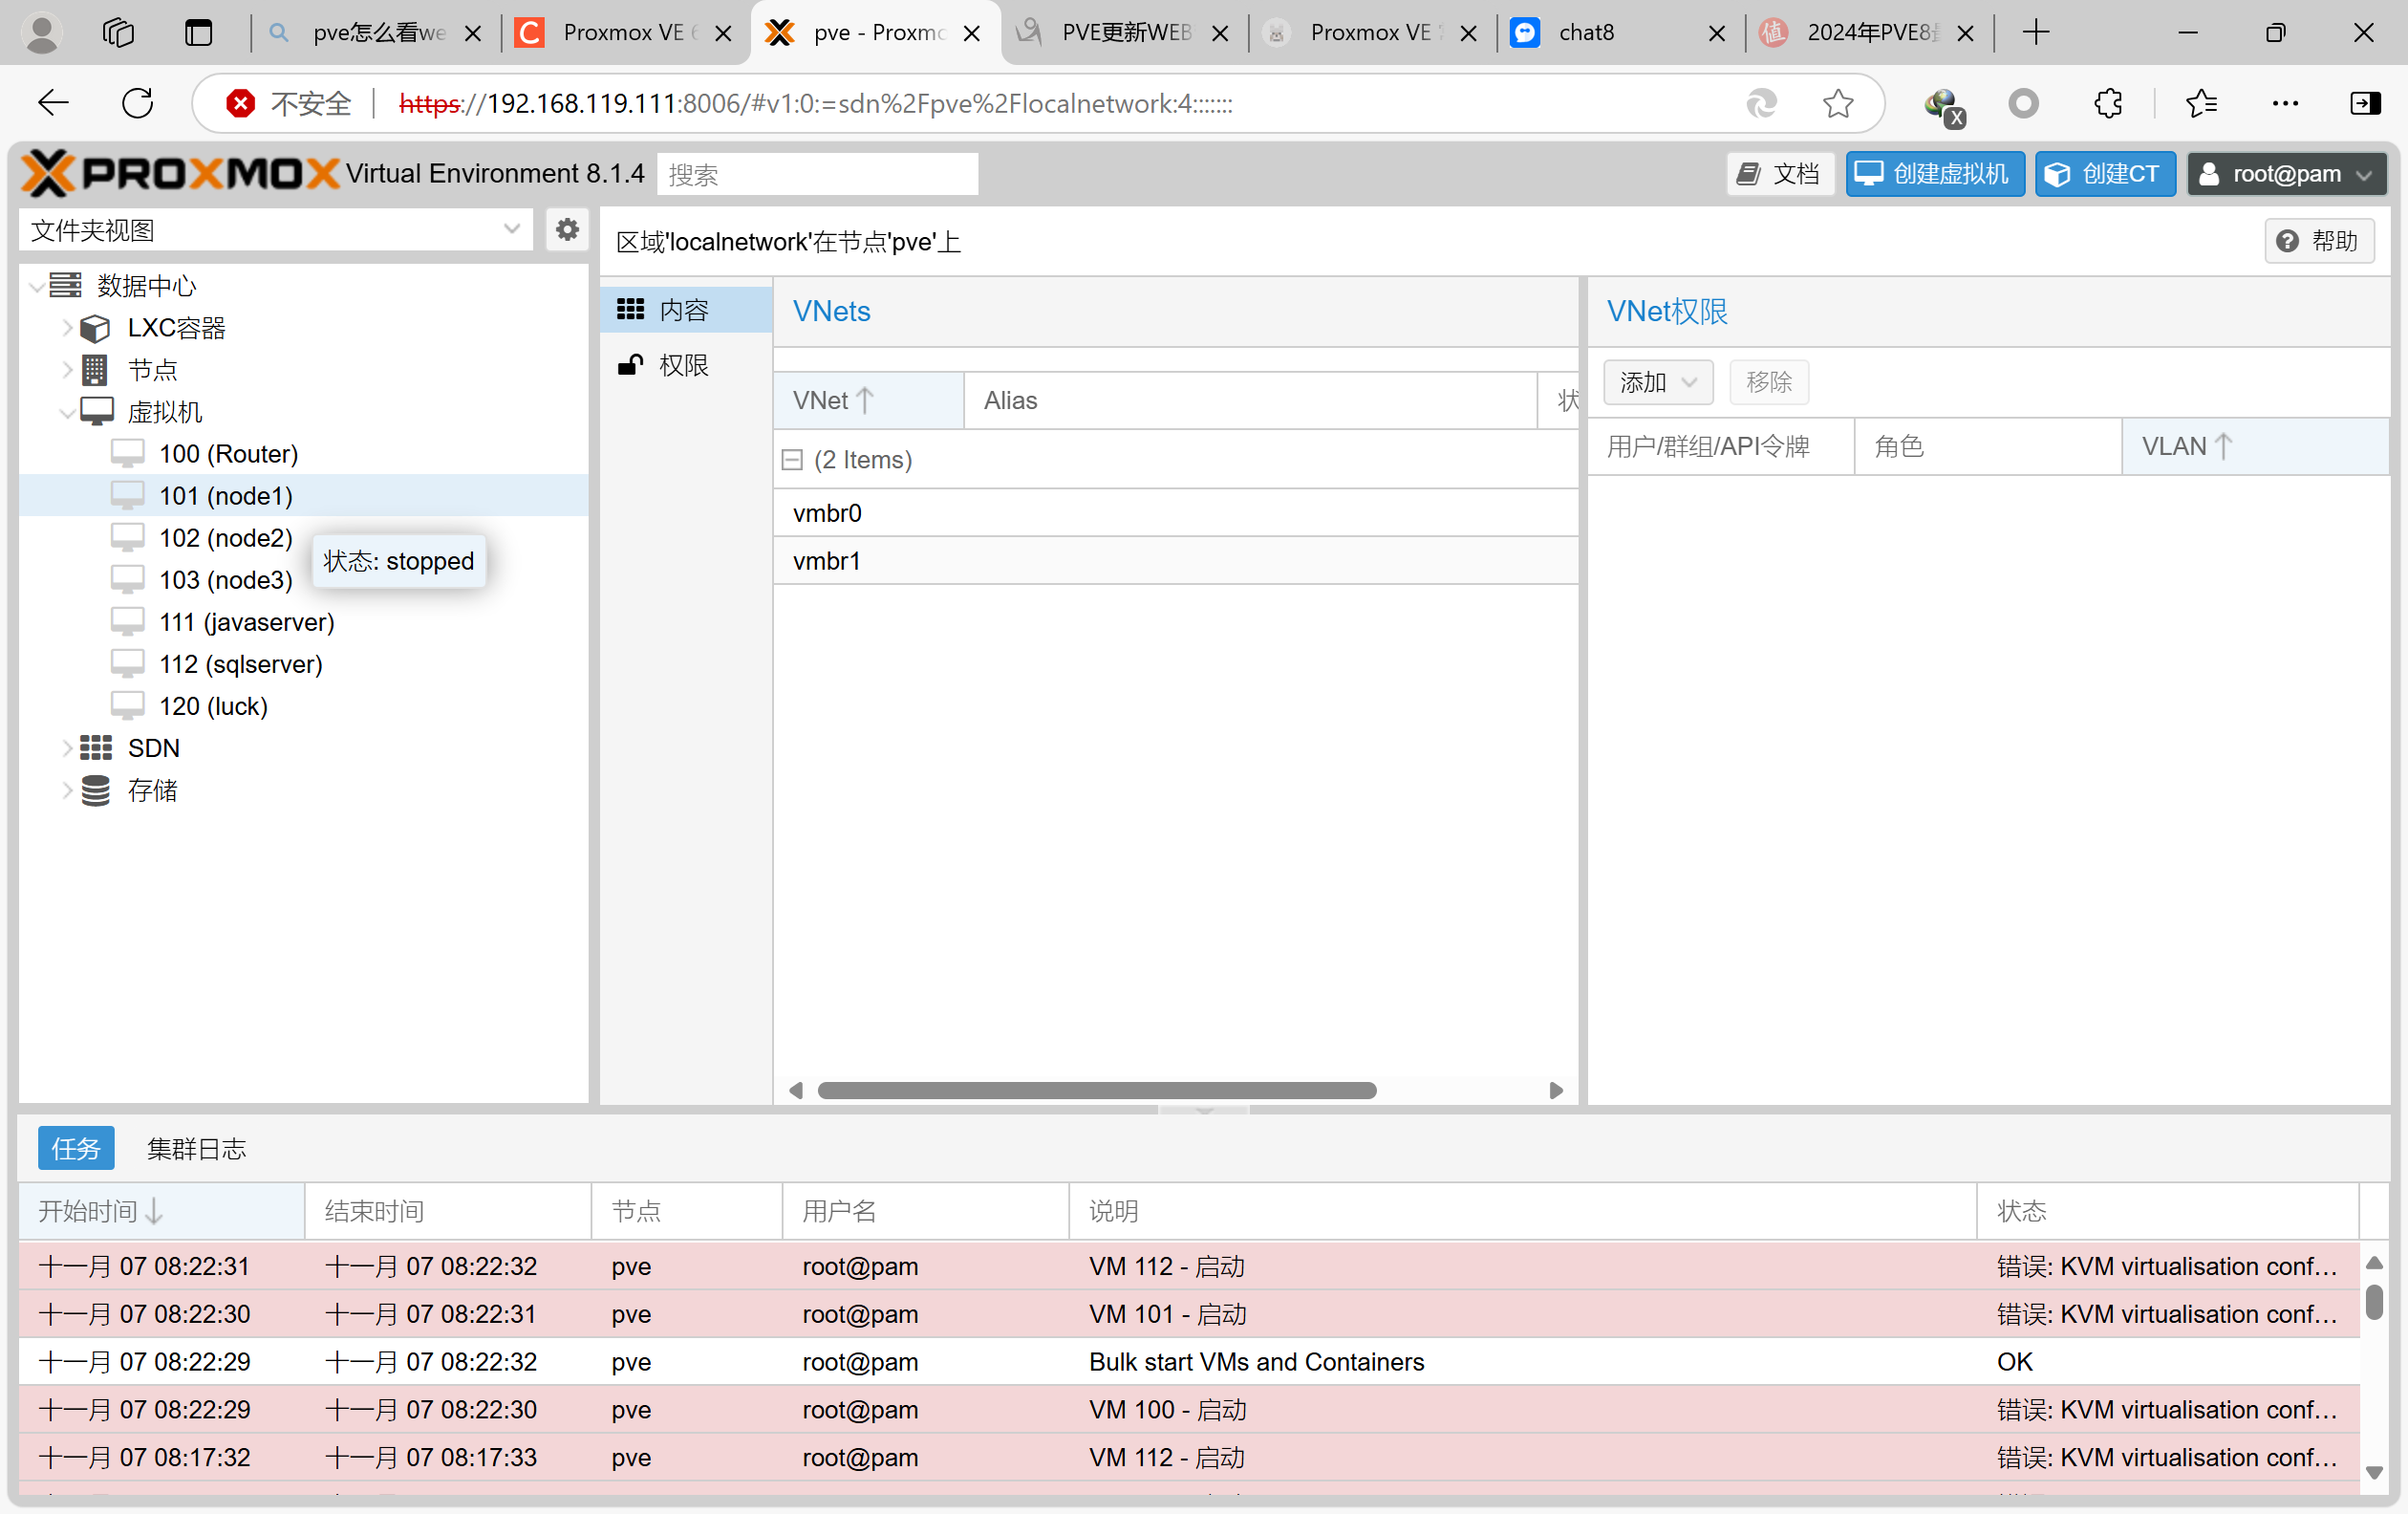 pve怎么看we
Proxmox VE 6
pve - Proxmo
PVE更新WEB
Proxmox VE
chat8
2024年PVE8
不安全
https://192.168.119.111:8006/#v1:0:=sdn%2Fpve%2Flocalnetwork:4:::::::
PROXMOX Virtual Environment 8.1.4
搜索
文档
创建虚拟机
创建CT
root@pam
文件夹视图
区域'localnetwork'在节点'pve'上
帮助
数据中心
LXC容器
节点
虚拟机
100 (Router)
101 (node1)
102 (node2)
103 (node3)
111 (javaserver)
112 (sqlserver)
120 (luck)
SDN
存储
状态: stopped
内容
权限
VNets
VNet
Alias
状
(2 Items)
vmbr0
vmbr1
VNet权限
添加
移除
用户/群组/API令牌
角色
VLAN
任务
集群日志
开始时间 结束时间 节点 用户名 说明 状态
十一月 07 08:22:31 十一月 07 08:22:32 pve root@pam VM 112 - 启动 错误: KVM virtualisation conf...
十一月 07 08:22:30 十一月 07 08:22:31 pve root@pam VM 101 - 启动 错误: KVM virtualisation conf...
十一月 07 08:22:29 十一月 07 08:22:32 pve root@pam Bulk start VMs and Containers OK
十一月 07 08:22:29 十一月 07 08:22:30 pve root@pam VM 100 - 启动 错误: KVM virtualisation conf...
十一月 07 08:17:32 十一月 07 08:17:33 pve root@pam VM 112 - 启动 错误: KVM virtualisation conf...